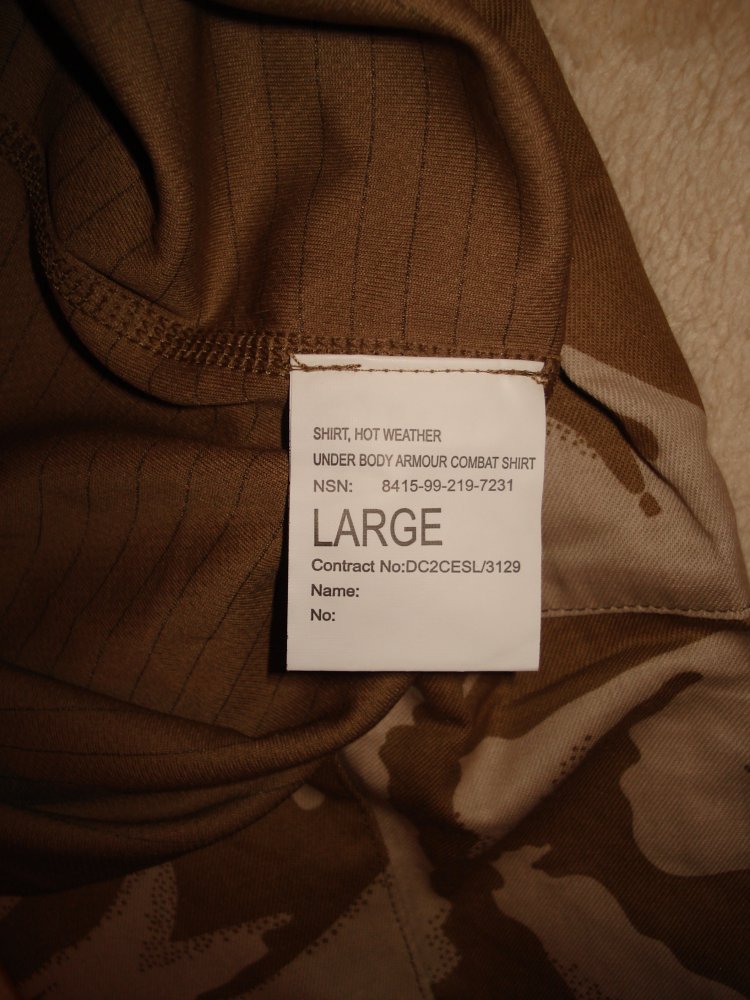 SHIRT, HOT WEATHER
UNDER BODY ARMOUR COMBAT SHIRT
NSN: 8415-99-219-7231
LARGE
Contract No:DC2CESL/3129
Name:
No: